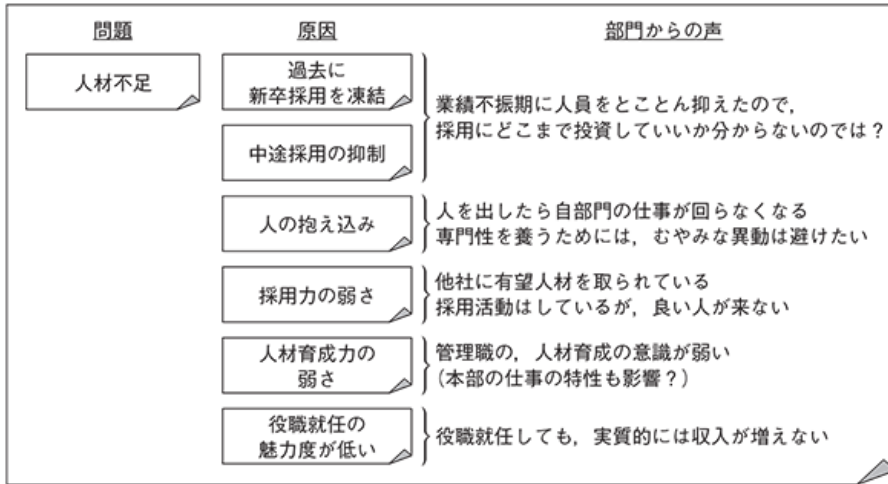 問題
原因
部門からの声
人材不足
過去に
新卒採用を凍結
中途採用の抑制
業績不振期に人員をとことん抑えたので，
採用にどこまで投資していいか分からないのでは？
人の抱え込み
人を出したら自部門の仕事が回らなくなる
専門性を養うためには，むやみな異動は避けたい
採用力の弱さ
他社に有望人材を取られている
採用活動はしているが，良い人が来ない
人材育成力の
弱さ
管理職の，人材育成の意識が弱い
(本部の仕事の特性も影響？)
役職就任の
魅力度が低い
役職就任しても，実質的には収入が増えない